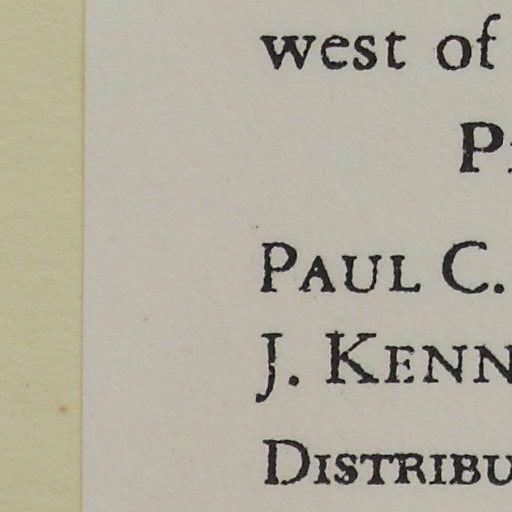 west of
PAUL C.
J. KENN
DISTRIBU